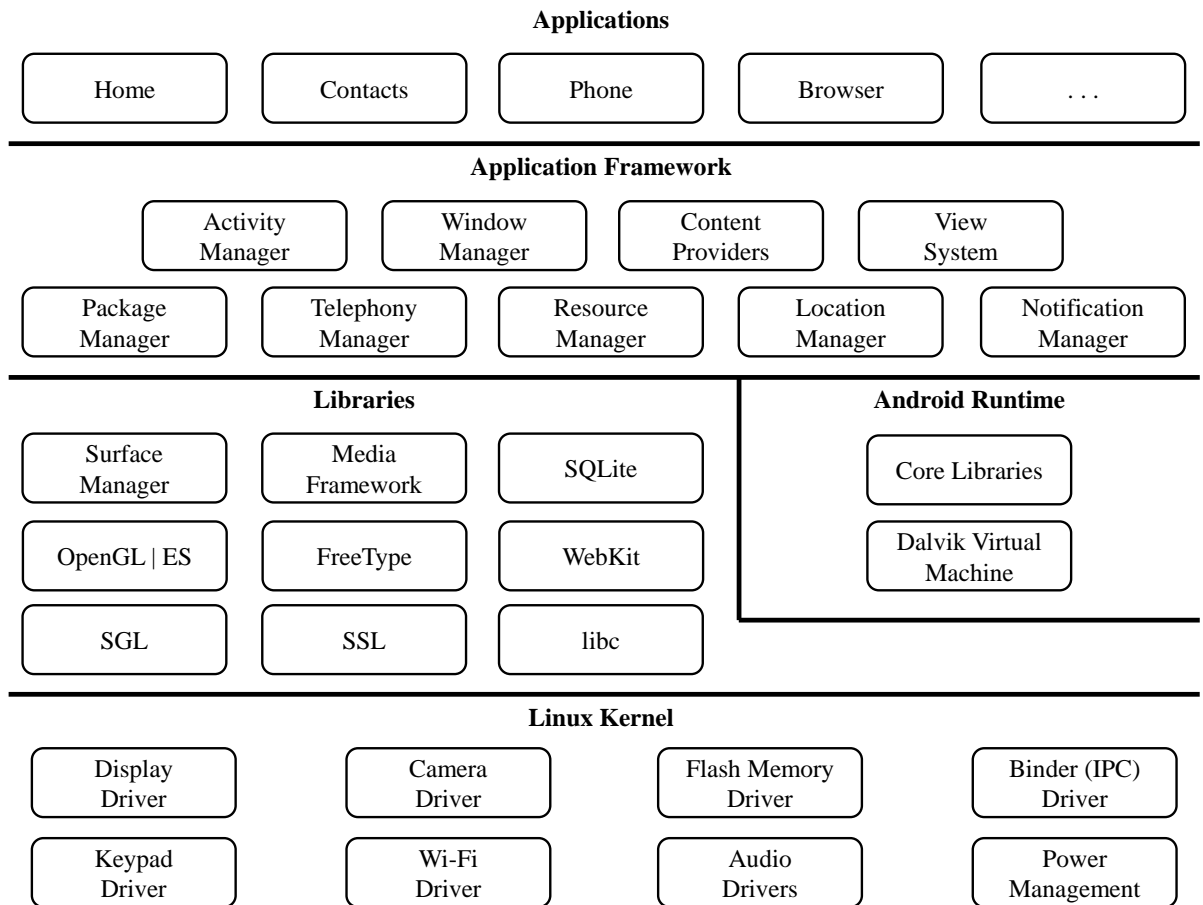 Applications
Home
Contacts
Phone
Browser
. . .
Application Framework
Activity
Manager
Window
Manager
Content
Providers
View
System
Package
Manager
Telephony
Manager
Resource
Manager
Location
Manager
Notification
Manager
Libraries
Surface
Manager
Media
Framework
SQLite
OpenGL | ES
FreeType
WebKit
SGL
SSL
libc
Android Runtime
Core Libraries
Dalvik Virtual
Machine
Linux Kernel
Display
Driver
Camera
Driver
Flash Memory
Driver
Binder (IPC)
Driver
Keypad
Driver
Wi-Fi
Driver
Audio
Drivers
Power
Management